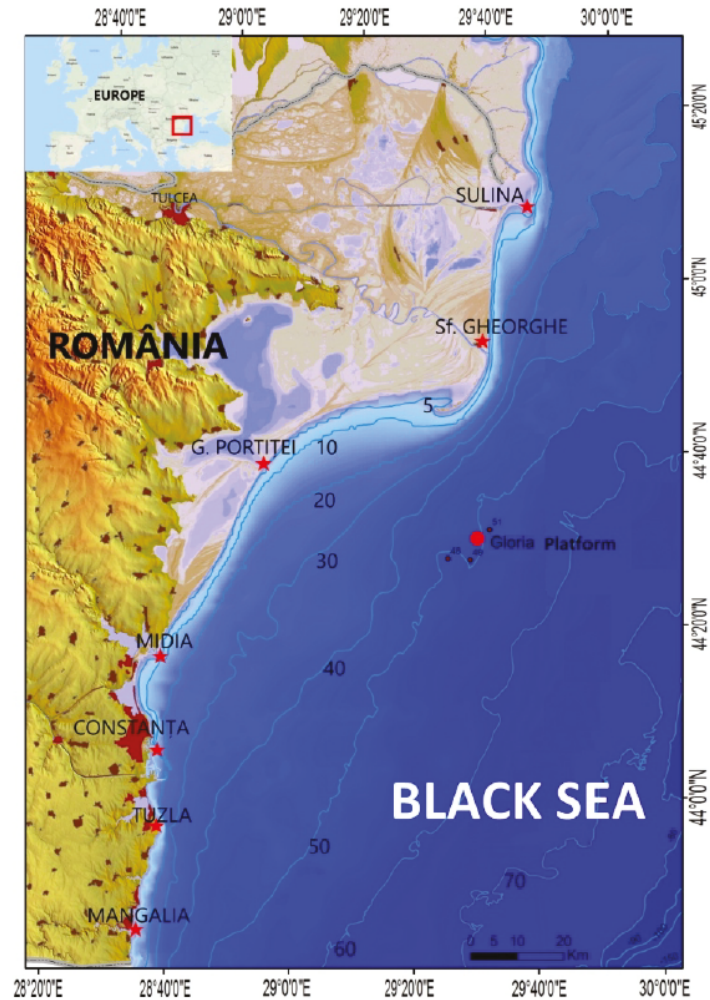 28°40'0"E 29°0'0"E 29°20'0"E 29°40'0"E 30°0'0"E
EUROPE
45°20'0"N
TULCEA
SULINA
45°0'0"N
Sf. GHEORGHE
ROMÂNIA
5
G. PORTIȚEI 10
44°40'0"N
20
51
Gloria Platform
30
MIDIA
44°20'0"N
40
CONSTANȚA
BLACK SEA
44°0'0"N
TUZLA
50
70
MANGALIA
60
0 5 10 20
Km
28°20'0"E 28°40'0"E 29°0'0"E 29°20'0"E 29°40'0"E 30°0'0"E